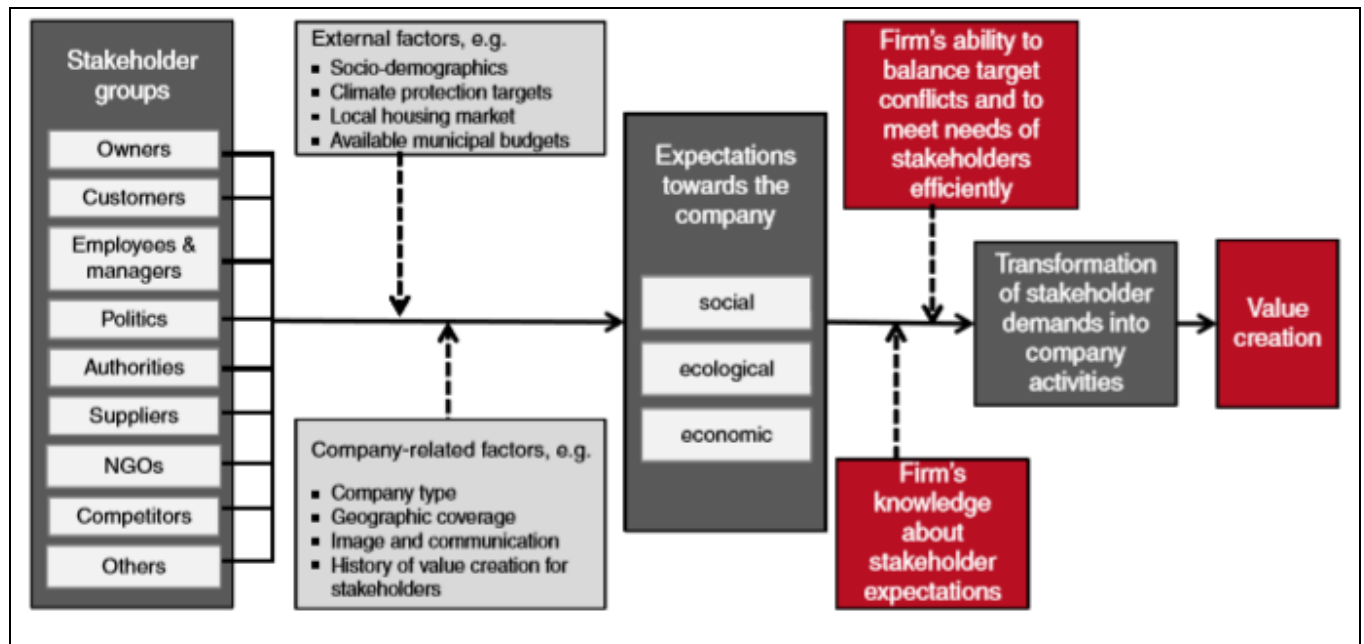 Stakeholder
groups
Owners
Customers
Employees &
managers
Politics
Authorities
Suppliers
NGOs
Competitors
Others
External factors, e.g.
▪ Socio-demographics
▪ Climate protection targets
▪ Local housing market
▪ Available municipal budgets
Company-related factors, e.g.
▪ Company type
▪ Geographic coverage
▪ Image and communication
▪ History of value creation for
stakeholders
Expectations
towards the
company
social
ecological
economic
Firm's ability to
balance target
conflicts and to
meet needs of
stakeholders
efficiently
Firm's
knowledge
about
stakeholder
expectations
Transformation
of stakeholder
demands into
company
activities
Value
creation